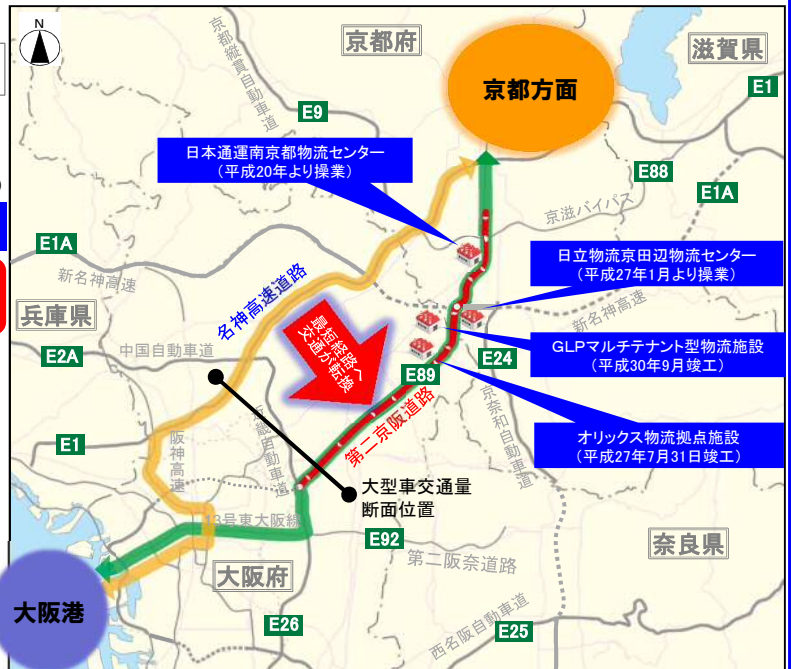 N
京都府
滋賀県
京都縦貫自動車道
京都方面
E1
E9
日本通運南京都物流センター
(平成20年より操業)
E88
E1A
京滋バイパス
E1A
新名神高速
名神高速道路
日立物流京田辺物流センター
(平成27年1月より操業)
新名神高速
兵庫県
E2A
中国自動車道
最短経路へ
交通が転換
GLPマルチテナント型物流施設
(平成30年9月竣工)
E24
E89
京奈和自動車道
第二京阪道路
近畿自動車道
E1
阪神高速
オリックス物流拠点施設
(平成27年7月31日竣工)
大型車交通量
断面位置
13号東大阪線
E92
第二阪奈道路
奈良県
大阪府
大阪港
E26
西名阪自動車道
E25